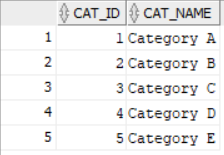 CAT_ID CAT_NAME
1 1 Category A
2 2 Category B
3 3 Category C
4 4 Category D
5 5 Category E